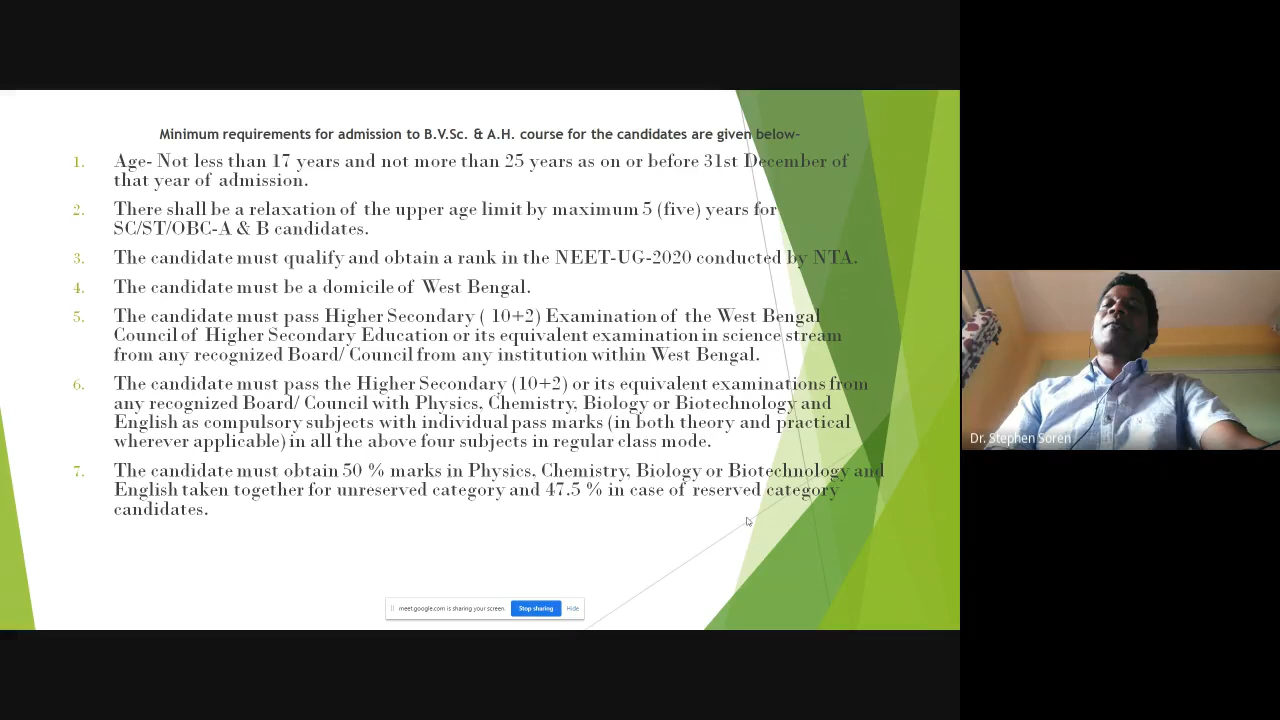 Minimum requirements for admission to B.V.Sc. & A.H. course for the candidates are given below-
1. Age- Not less than 17 years and not more than 25 years as on or before 31st December of
that year of admission.
2. There shall be a relaxation of the upper age limit by maximum 5 (five) years for
SC/ST/OBC-A & B candidates.
3. The candidate must qualify and obtain a rank in the NEET-UG-2020 conducted by NTA.
4. The candidate must be a domicile of West Bengal.
5. The candidate must pass Higher Secondary ( 10+2) Examination of the West Bengal
Council of Higher Secondary Education or its equivalent examination in science stream
from any recognized Board/ Council from any institution within West Bengal.
6. The candidate must pass the Higher Secondary (10+2) or its equivalent examinations from
any recognized Board/ Council with Physics, Chemistry, Biology or Biotechnology and
English as compulsory subjects with individual pass marks (in both theory and practical
wherever applicable) in all the above four subjects in regular class mode.
7. The candidate must obtain 50 % marks in Physics, Chemistry, Biology or Biotechnology and
English taken together for unreserved category and 47.5 % in case of reserved category
candidates.
meet.google.com is sharing your screen. Stop sharing Hide
Dr. Stephen Soren